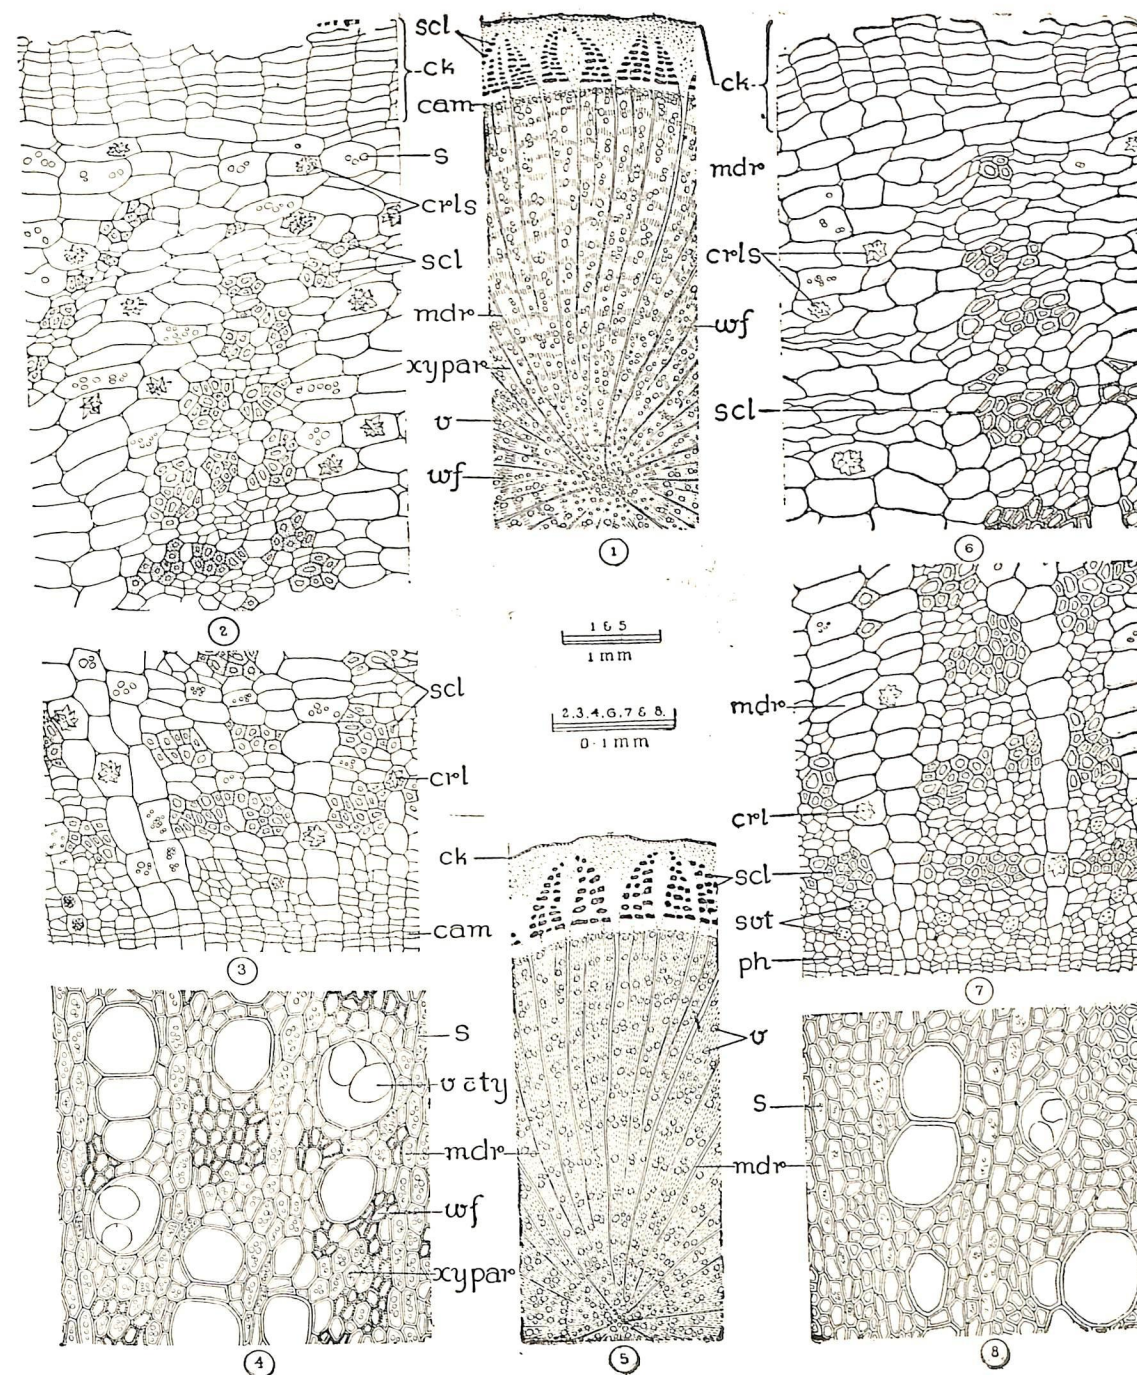 scl
ck
cam
s
crls
scl
mdr
xypar
v
wf
2
ck
mdr
crls
wf
scl
1
6
1 & 5
1 mm
2,3,4,6,7 & 8.
0·1 mm
scl
crl
cam
3
mdr
crl
scl
svt
ph
7
ck
s
v c̄ ty
mdr
wf
xypar
4
v
mdr
5
s
8